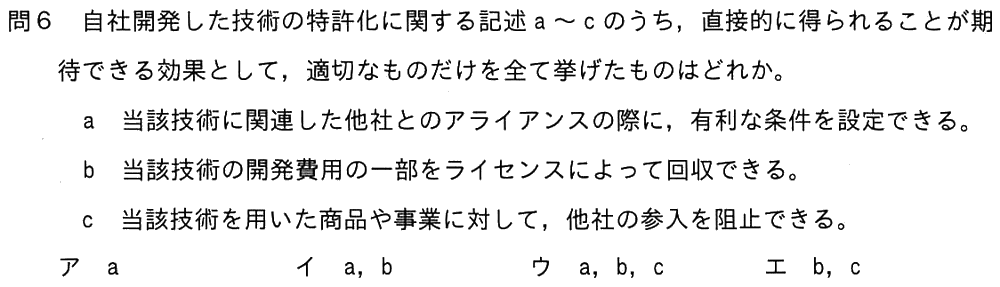 問6 自社開発した技術の特許化に関する記述a～cのうち，直接的に得られることが期
待できる効果として，適切なものだけを全て挙げたものはどれか。
a 当該技術に関連した他社とのアライアンスの際に，有利な条件を設定できる。
b 当該技術の開発費用の一部をライセンスによって回収できる。
c 当該技術を用いた商品や事業に対して，他社の参入を阻止できる。
ア a イ a，b ウ a，b，c エ b，c